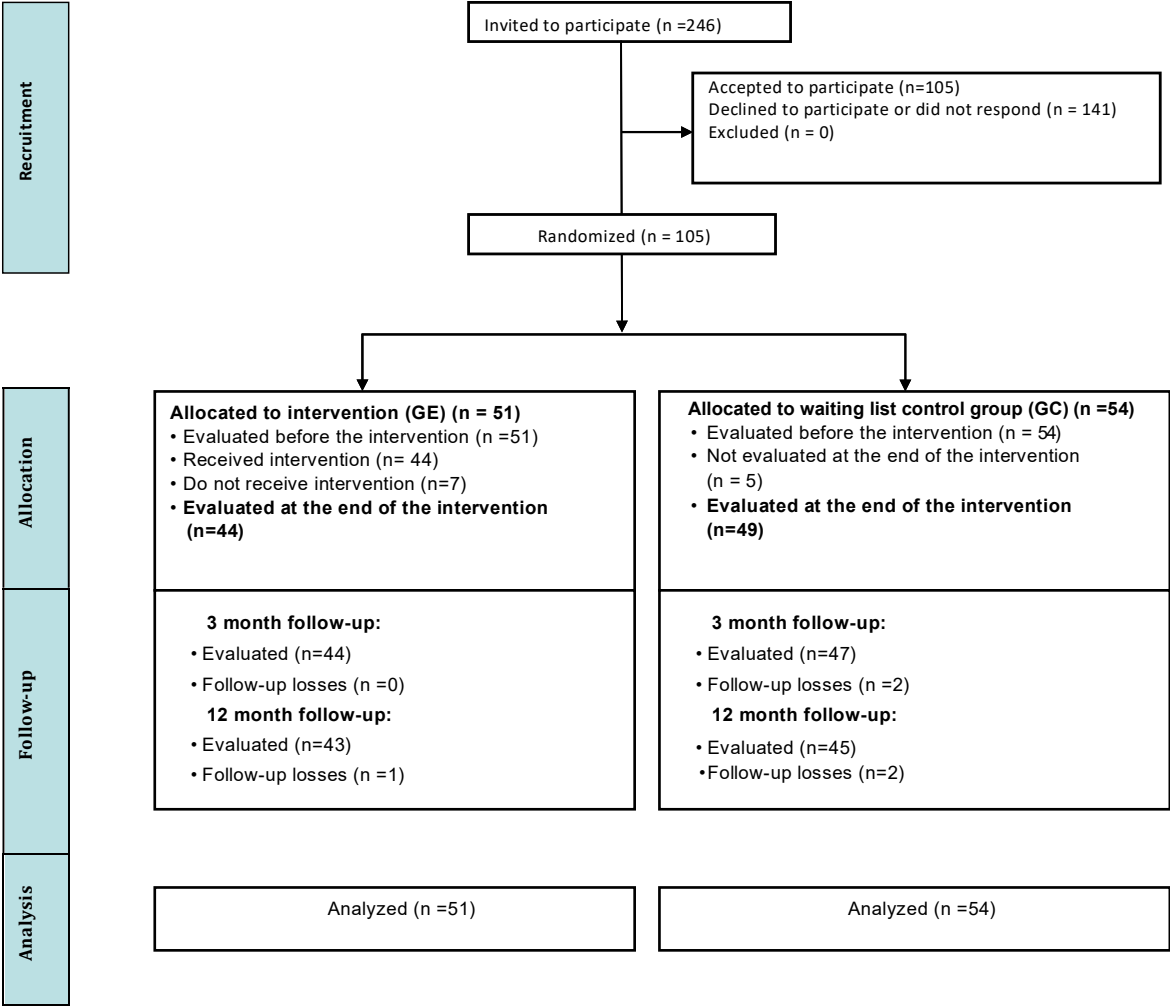 Recruitment
Invited to participate (n =246)
Accepted to participate (n=105)
Declined to participate or did not respond (n = 141)
Excluded (n = 0)
Randomized (n = 105)
Allocation
Allocated to intervention (GE) (n = 51)
• Evaluated before the intervention (n =51)
• Received intervention (n= 44)
• Do not receive intervention (n=7)
• Evaluated at the end of the intervention
(n=44)
Allocated to waiting list control group (GC) (n =54)
• Evaluated before the intervention (n = 54)
• Not evaluated at the end of the intervention
(n = 5)
• Evaluated at the end of the intervention
(n=49)
Follow-up
3 month follow-up:
• Evaluated (n=44)
• Follow-up losses (n =0)
12 month follow-up:
• Evaluated (n=43)
• Follow-up losses (n =1)
3 month follow-up:
• Evaluated (n=47)
• Follow-up losses (n =2)
12 month follow-up:
• Evaluated (n=45)
•Follow-up losses (n=2)
Analysis
Analyzed (n =51)
Analyzed (n =54)